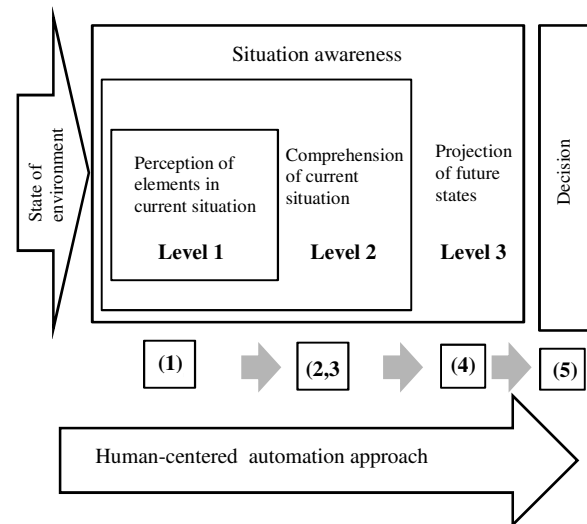 Situation awareness
State of
environment
Perception of
elements in
current situation
Level 1
Comprehension
of current
situation
Level 2
Projection
of future
states
Level 3
Decision
(1)
(2,3
(4)
(5)
Human-centered automation approach